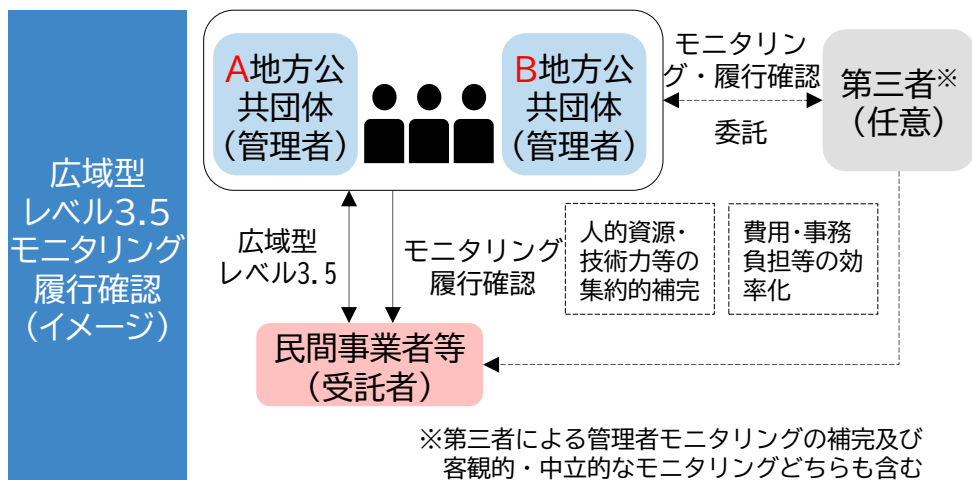 広域型
レベル3.5
モニタリング
履行確認
（イメージ）
A地方公
共団体
（管理者）
B地方公
共団体
（管理者）
モニタリン
グ・履行確認
委託
第三者※
（任意）
広域型
レベル3.5
モニタリング
履行確認
人的資源・
技術力等の
集約的補完
費用・事務
負担等の効
率化
民間事業者等
（受託者）
※第三者による管理者モニタリングの補完及び
客観的・中立的なモニタリングどちらも含む